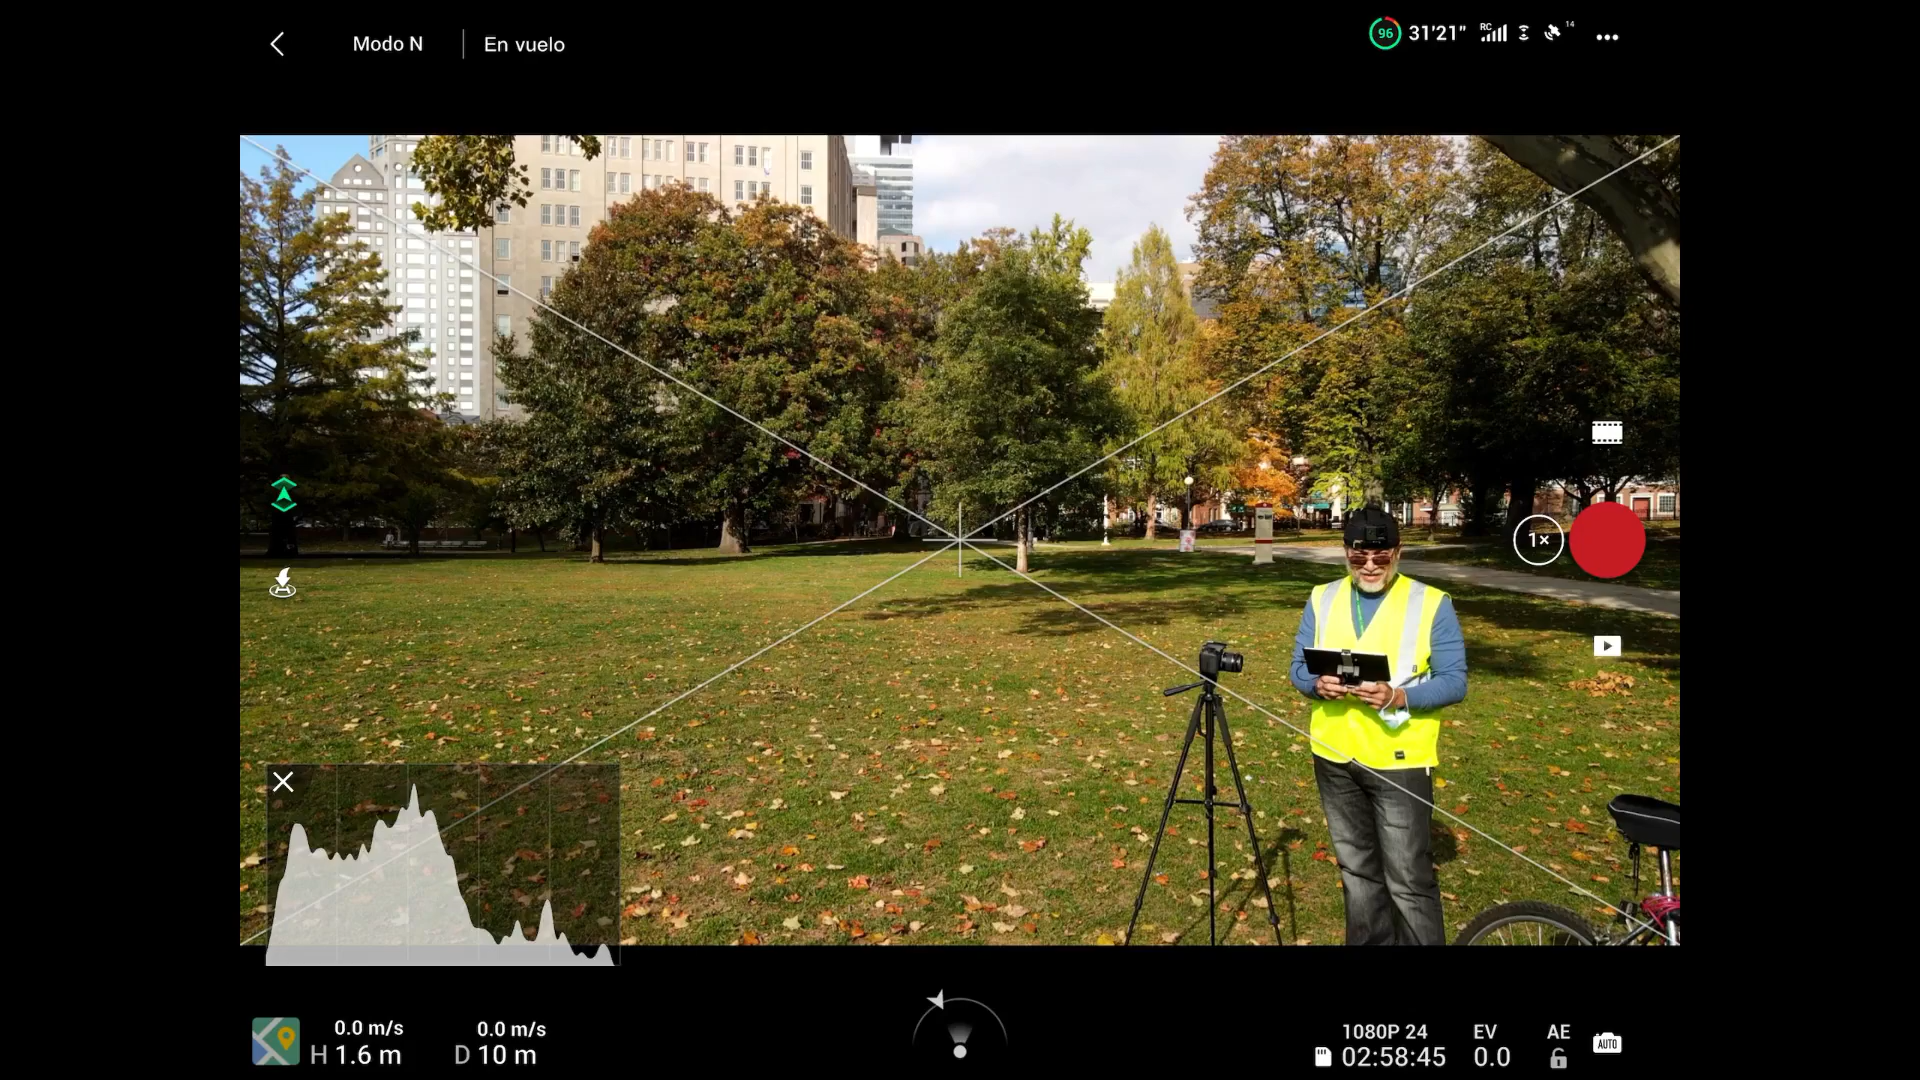 Modo N
En vuelo
96 31'21" RC 14
1×
0.0 m/s 0.0 m/s
H 1.6 m D 10 m
1080P 24 EV AE
02:58:45 0.0 AUTO